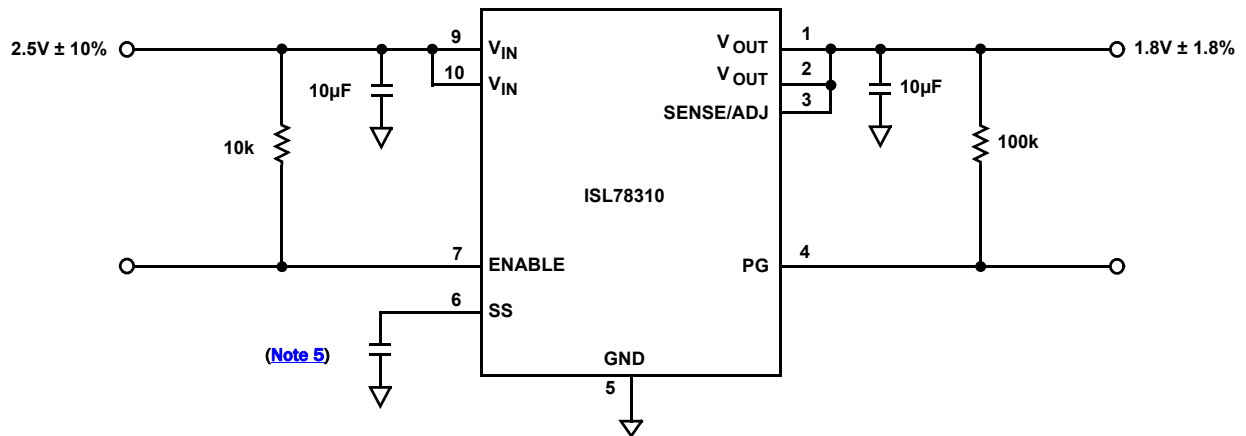 2.5V ± 10%
9
V_IN
10
V_IN
10µF
10k
7
ENABLE
6
SS
(Note 5)
ISL78310
GND
5
V_OUT
1
V_OUT
2
SENSE/ADJ
3
10µF
1.8V ± 1.8%
100k
PG
4